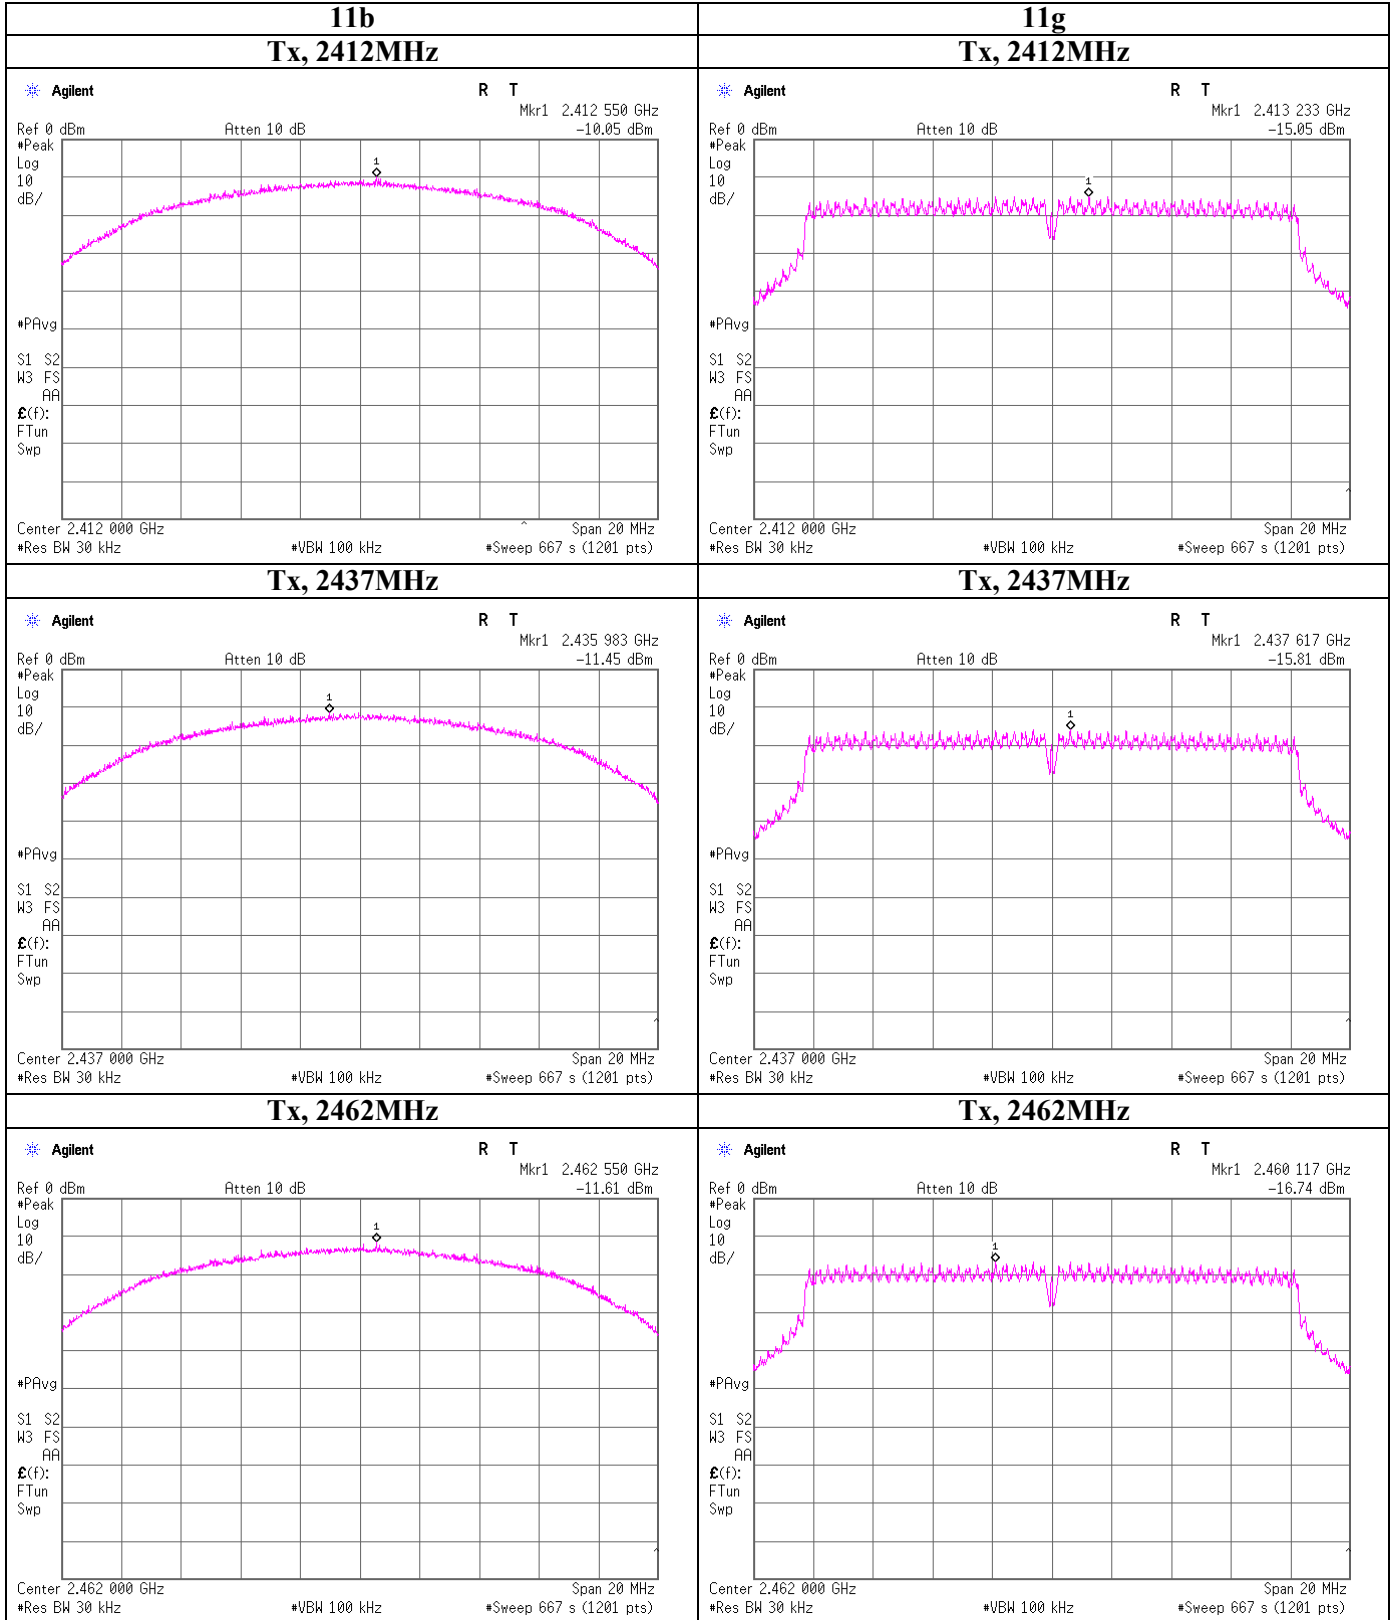 11b
11g
Tx, 2412MHz
Tx, 2412MHz
Agilent
R T
Mkr1 2.412 550 GHz
Ref 0 dBm
Atten 10 dB
-10.05 dBm
#Peak
Log
10
dB/
1
#PAvg
S1 S2
W3 FS
AA
£(f):
FTun
Swp
Center 2.412 000 GHz
Span 20 MHz
#Res BW 30 kHz
#VBW 100 kHz
#Sweep 667 s (1201 pts)
Agilent
R T
Mkr1 2.413 233 GHz
Ref 0 dBm
Atten 10 dB
-15.05 dBm
#Peak
Log
10
dB/
1
#PAvg
S1 S2
W3 FS
AA
£(f):
FTun
Swp
Center 2.412 000 GHz
Span 20 MHz
#Res BW 30 kHz
#VBW 100 kHz
#Sweep 667 s (1201 pts)
Tx, 2437MHz
Tx, 2437MHz
Agilent
R T
Mkr1 2.435 983 GHz
Ref 0 dBm
Atten 10 dB
-11.45 dBm
#Peak
Log
10
dB/
1
#PAvg
S1 S2
W3 FS
AA
£(f):
FTun
Swp
Center 2.437 000 GHz
Span 20 MHz
#Res BW 30 kHz
#VBW 100 kHz
#Sweep 667 s (1201 pts)
Agilent
R T
Mkr1 2.437 617 GHz
Ref 0 dBm
Atten 10 dB
-15.81 dBm
#Peak
Log
10
dB/
1
#PAvg
S1 S2
W3 FS
AA
£(f):
FTun
Swp
Center 2.437 000 GHz
Span 20 MHz
#Res BW 30 kHz
#VBW 100 kHz
#Sweep 667 s (1201 pts)
Tx, 2462MHz
Tx, 2462MHz
Agilent
R T
Mkr1 2.462 550 GHz
Ref 0 dBm
Atten 10 dB
-11.61 dBm
#Peak
Log
10
dB/
1
#PAvg
S1 S2
W3 FS
AA
£(f):
FTun
Swp
Center 2.462 000 GHz
Span 20 MHz
#Res BW 30 kHz
#VBW 100 kHz
#Sweep 667 s (1201 pts)
Agilent
R T
Mkr1 2.460 117 GHz
Ref 0 dBm
Atten 10 dB
-16.74 dBm
#Peak
Log
10
dB/
1
#PAvg
S1 S2
W3 FS
AA
£(f):
FTun
Swp
Center 2.462 000 GHz
Span 20 MHz
#Res BW 30 kHz
#VBW 100 kHz
#Sweep 667 s (1201 pts)